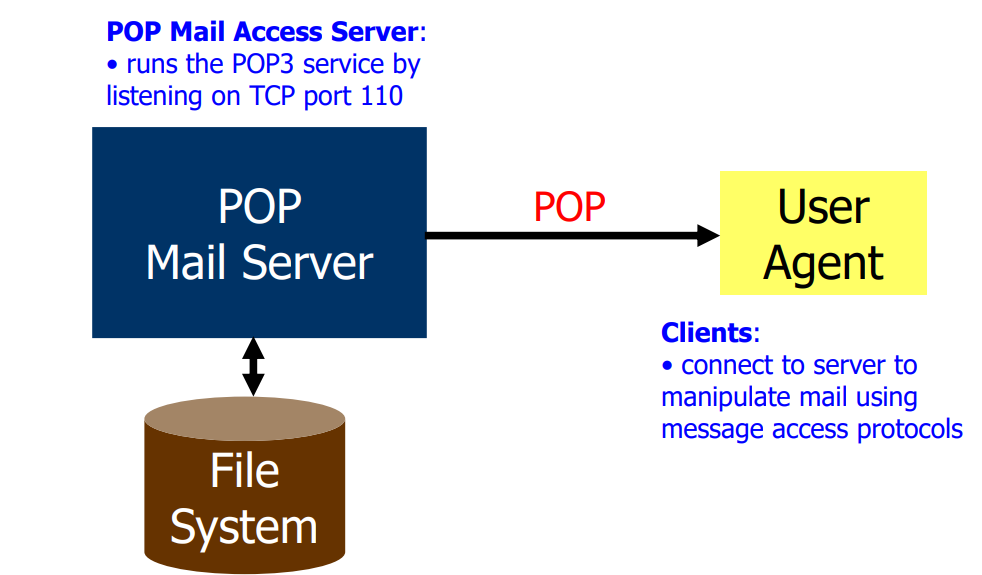 POP Mail Access Server:
• runs the POP3 service by
listening on TCP port 110
POP
Mail Server
POP
User
Agent
Clients:
• connect to server to
manipulate mail using
message access protocols
File
System